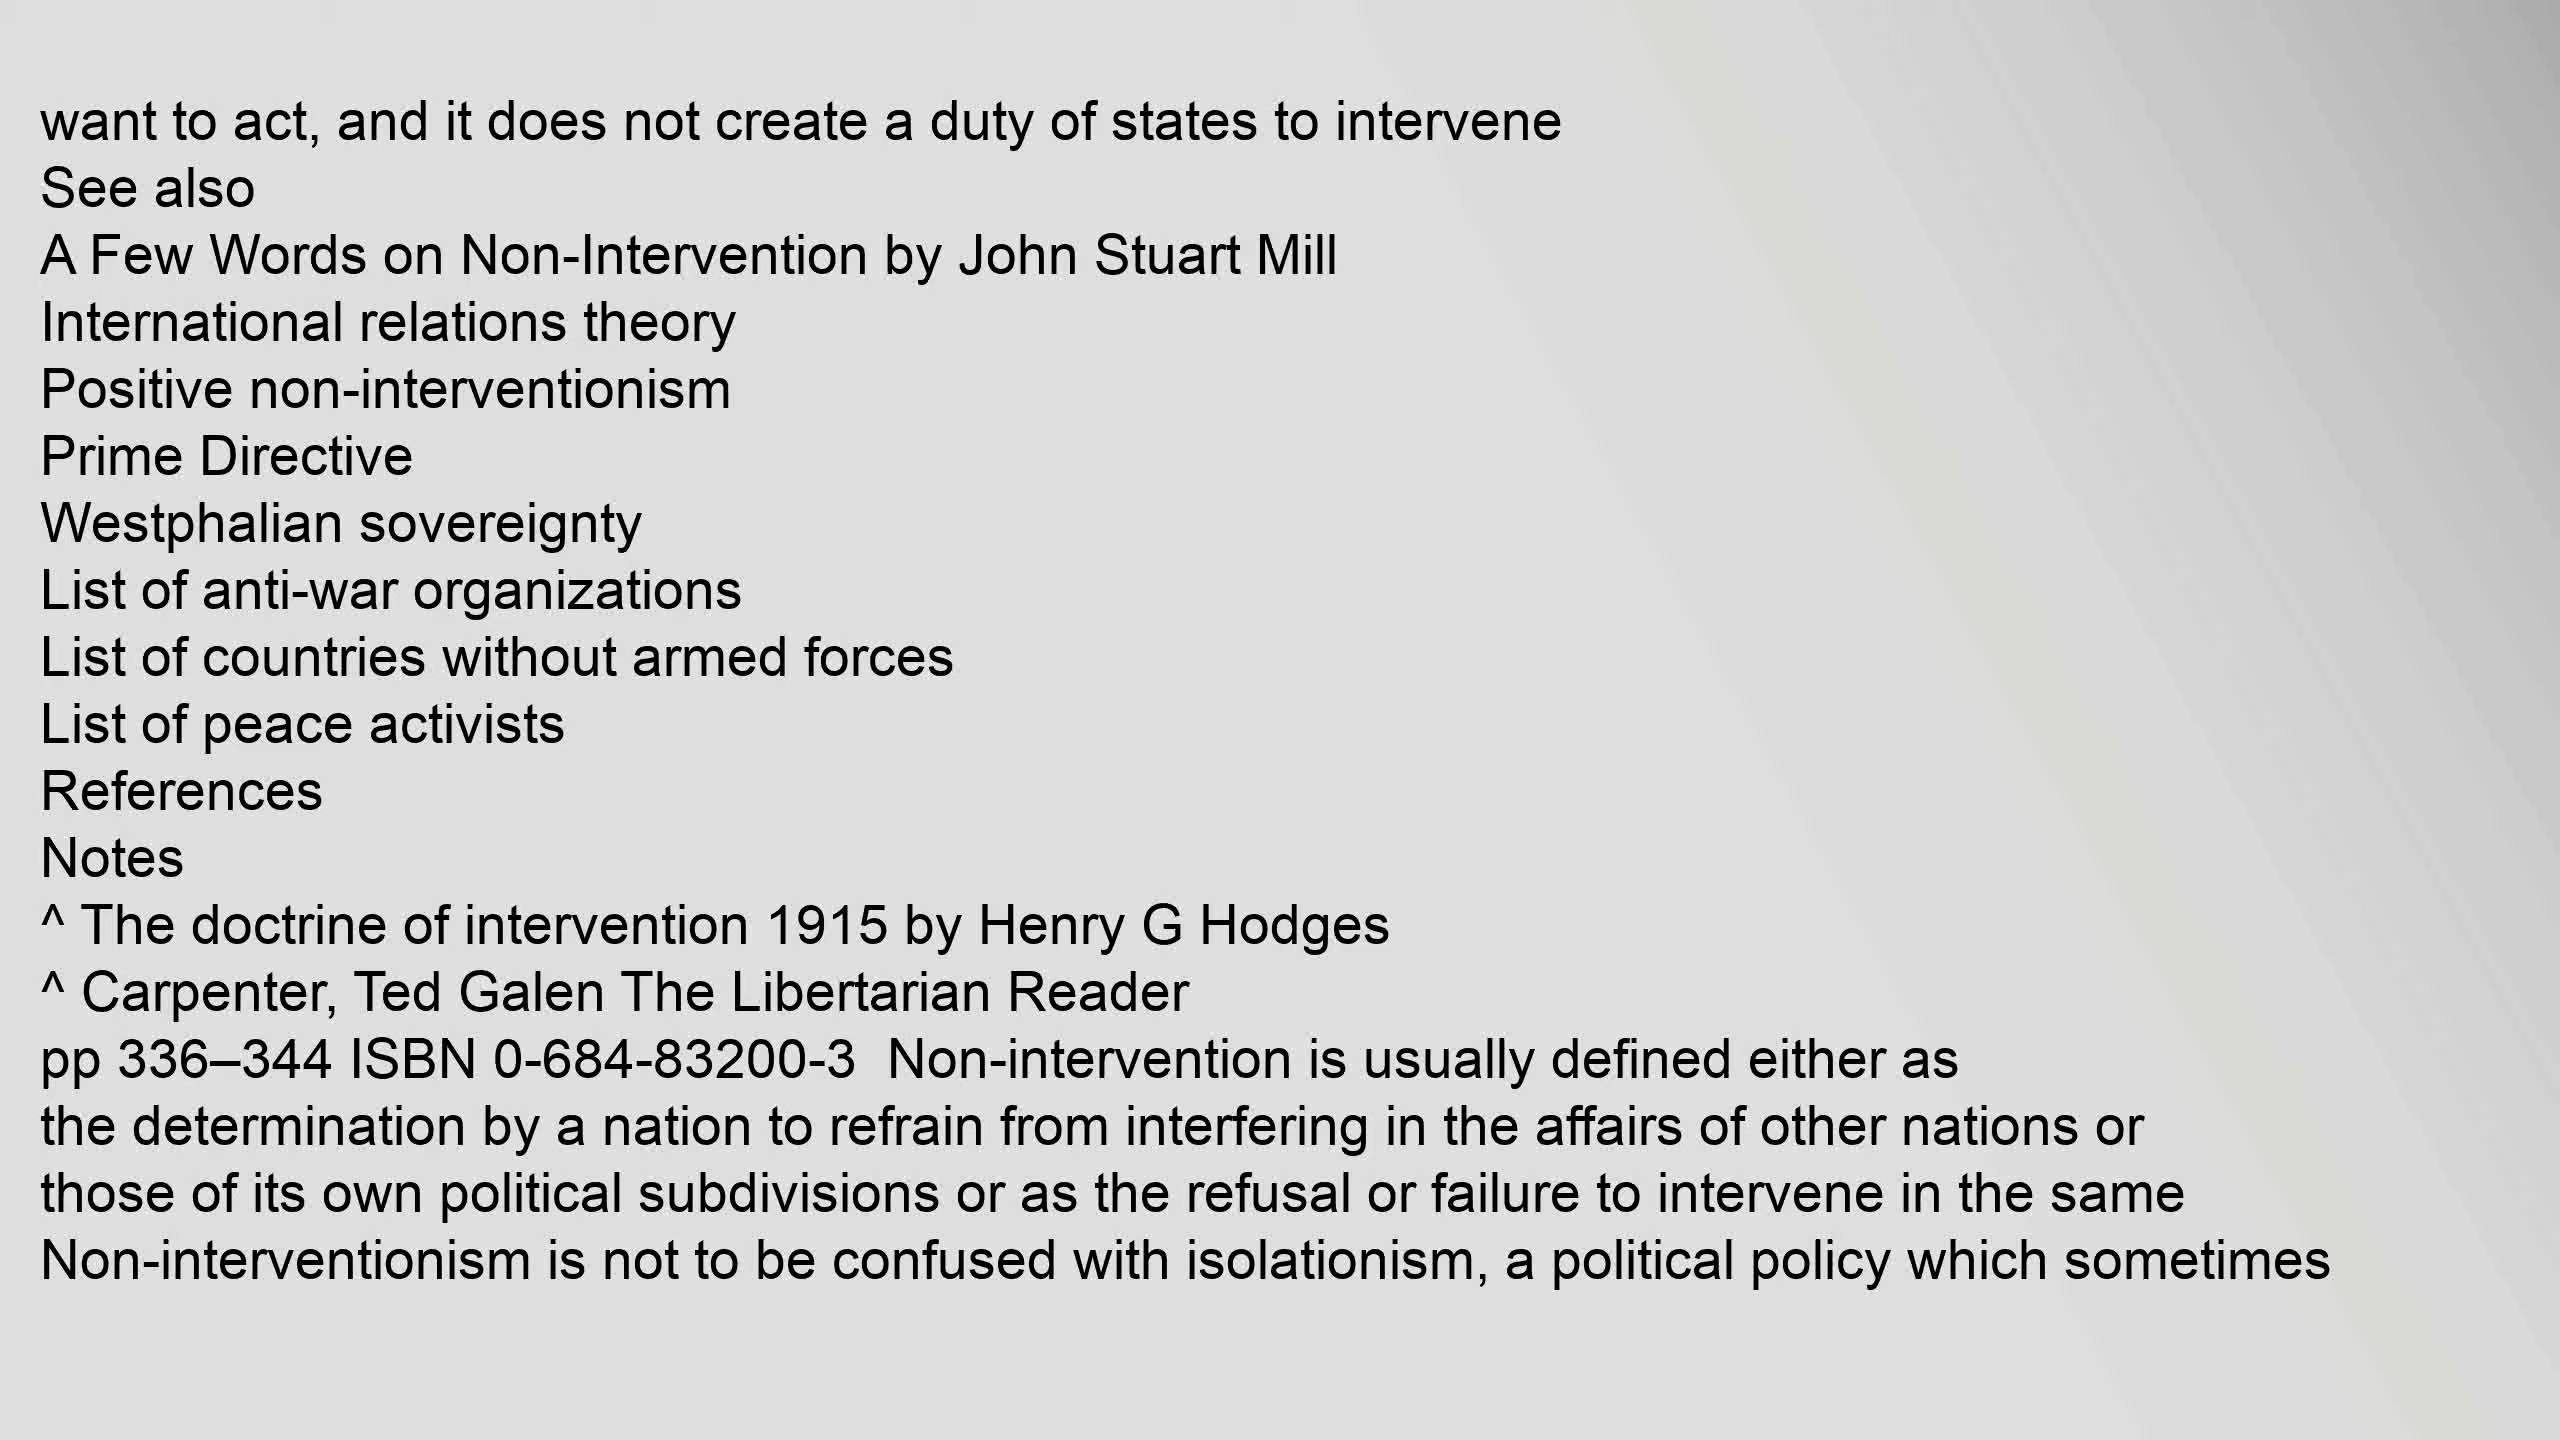 want to act, and it does not create a duty of states to intervene
See also
A Few Words on Non-Intervention by John Stuart Mill
International relations theory
Positive non-interventionism
Prime Directive
Westphalian sovereignty
List of anti-war organizations
List of countries without armed forces
List of peace activists
References
Notes
^ The doctrine of intervention 1915 by Henry G Hodges
^ Carpenter, Ted Galen The Libertarian Reader
pp 336–344 ISBN 0-684-83200-3  Non-intervention is usually defined either as
the determination by a nation to refrain from interfering in the affairs of other nations or
those of its own political subdivisions or as the refusal or failure to intervene in the same
Non-interventionism is not to be confused with isolationism, a political policy which sometimes